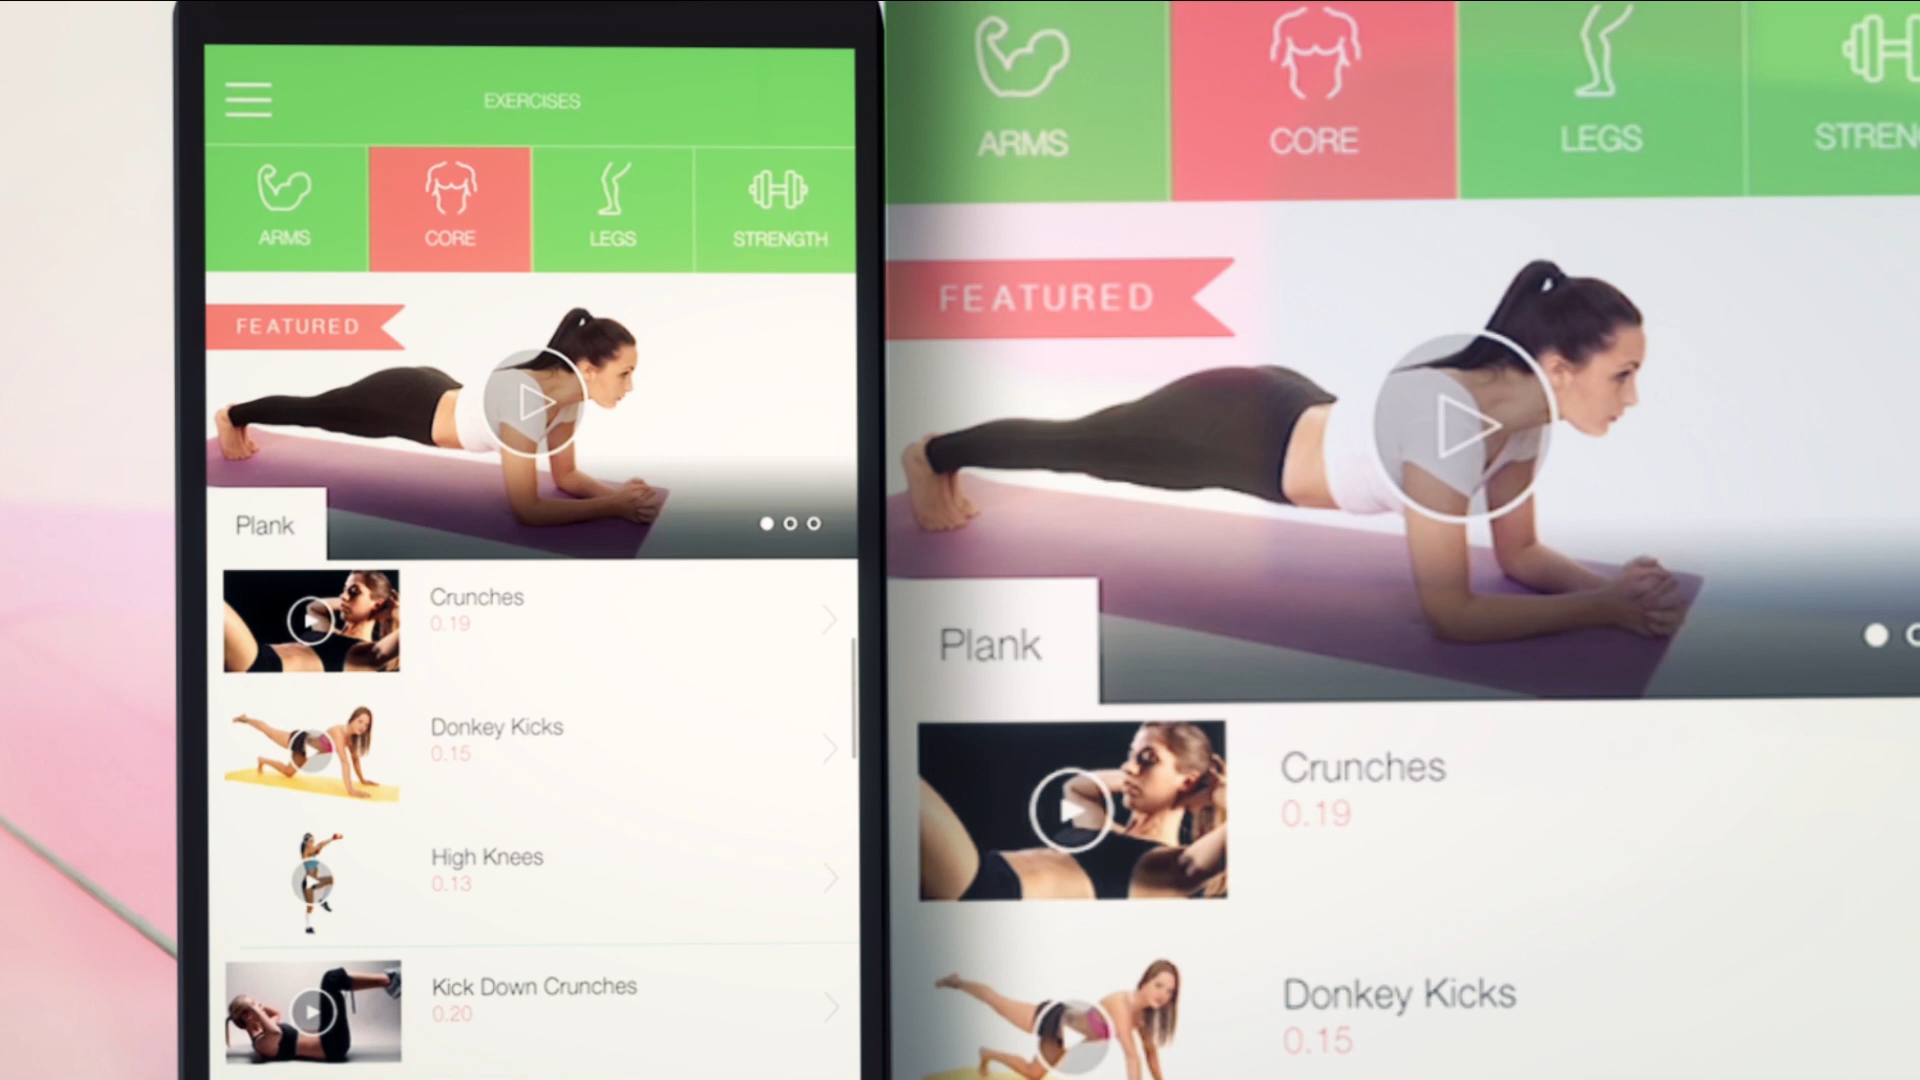 EXERCISES
ARMS CORE LEGS STRENGTH
FEATURED
Plank
Crunches
0.19
Donkey Kicks
0.15
High Knees
0.13
Kick Down Crunches
0.20
ARMS CORE LEGS STREN
FEATURED
Plank
Crunches
0.19
Donkey Kicks
0.15